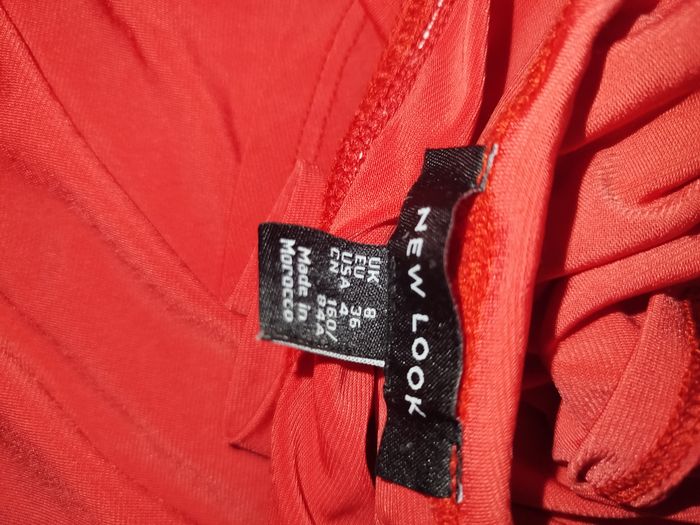 NEW LOOK
UK 8
EU 36
USA 4
CN 160/
84A
Made in
Morocco